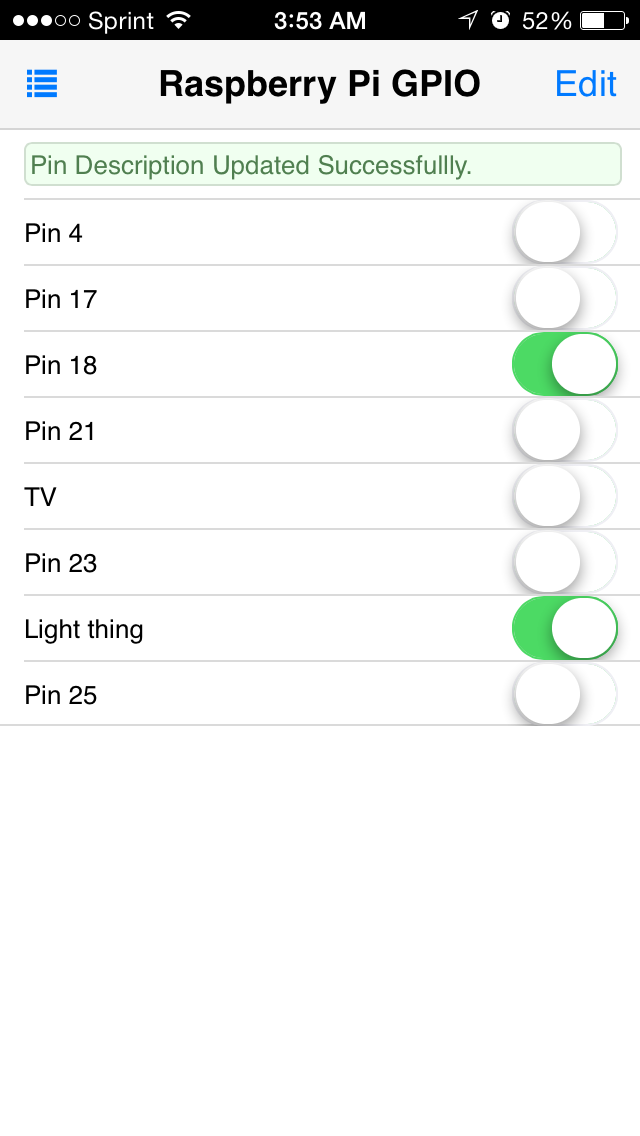 Sprint 3:53 AM 52%
Raspberry Pi GPIO Edit
Pin Description Updated Successfullly.
Pin 4
Pin 17
Pin 18
Pin 21
TV
Pin 23
Light thing
Pin 25